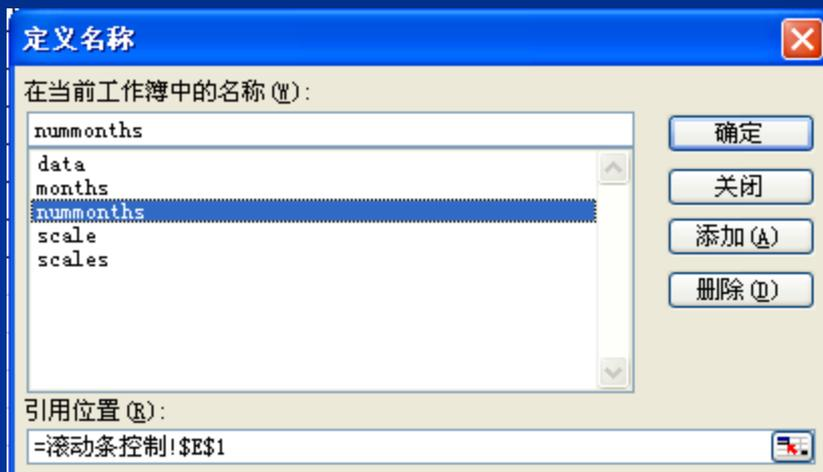 定义名称
在当前工作簿中的名称(W):
nummonths
确定
data
months
关闭
nummonths
scale
添加(A)
scales
删除(D)
引用位置(R):
=滚动条控制!$E$1